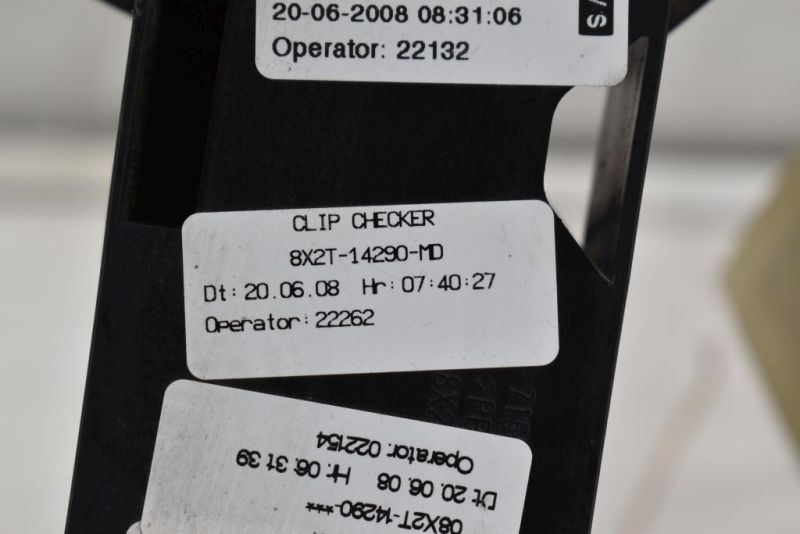 20-06-2008 08:31:06
Operator: 22132
/S
CLIP CHECKER
8X2T-14290-MD
Dt: 20.06.08 Hr: 07:40:27
Operator: 22262
08X2T-14290-***
Dt 20. 06. 08 Hr. 06. 31 39
Operator. 022154